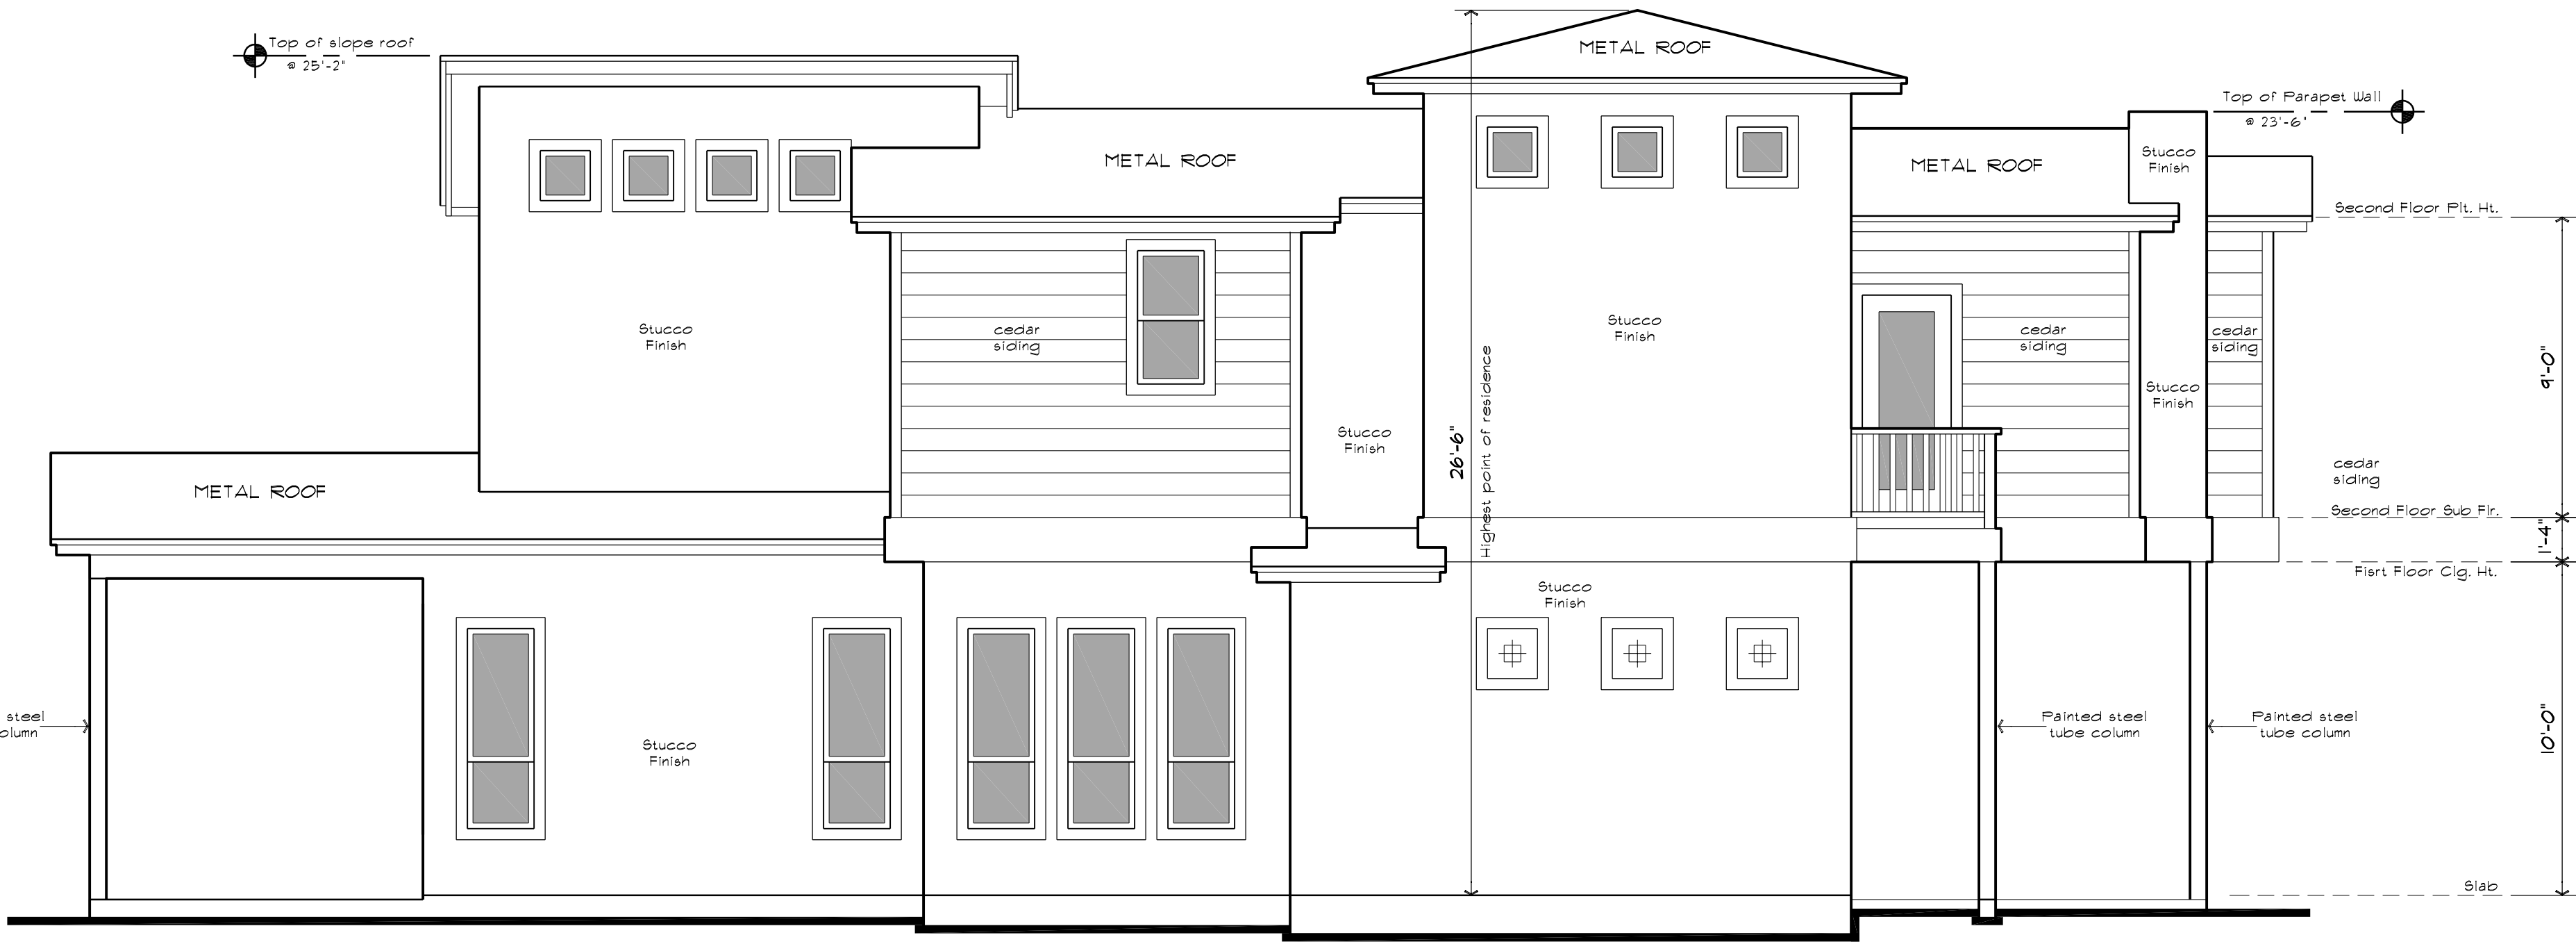 Top of slope roof
@ 25'-2"
METAL ROOF
Top of Parapet Wall
@ 23'-6"
METAL ROOF
METAL ROOF
Stucco
Finish
Second Floor Plt. Ht.
Stucco
Finish
cedar
siding
Stucco
Finish
cedar
siding
cedar
siding
9'-0"
Stucco
Finish
Stucco
Finish
26'-6"
Highest point of residence
METAL ROOF
cedar
siding
Second Floor Sub Flr.
1'-4"
Fisrt Floor Clg. Ht.
Stucco
Finish
steel
olumn
Stucco
Finish
Painted steel
tube column
Painted steel
tube column
10'-0"
Slab